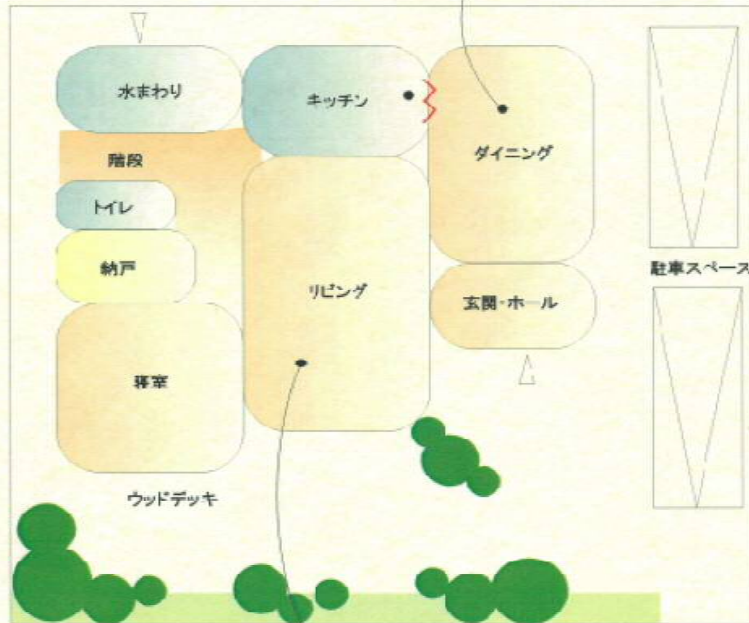 水まわり
キッチン
ダイニング
階段
トイレ
納戸
リビング
玄関・ホール
駐車スペース
寝室
ウッドデッキ